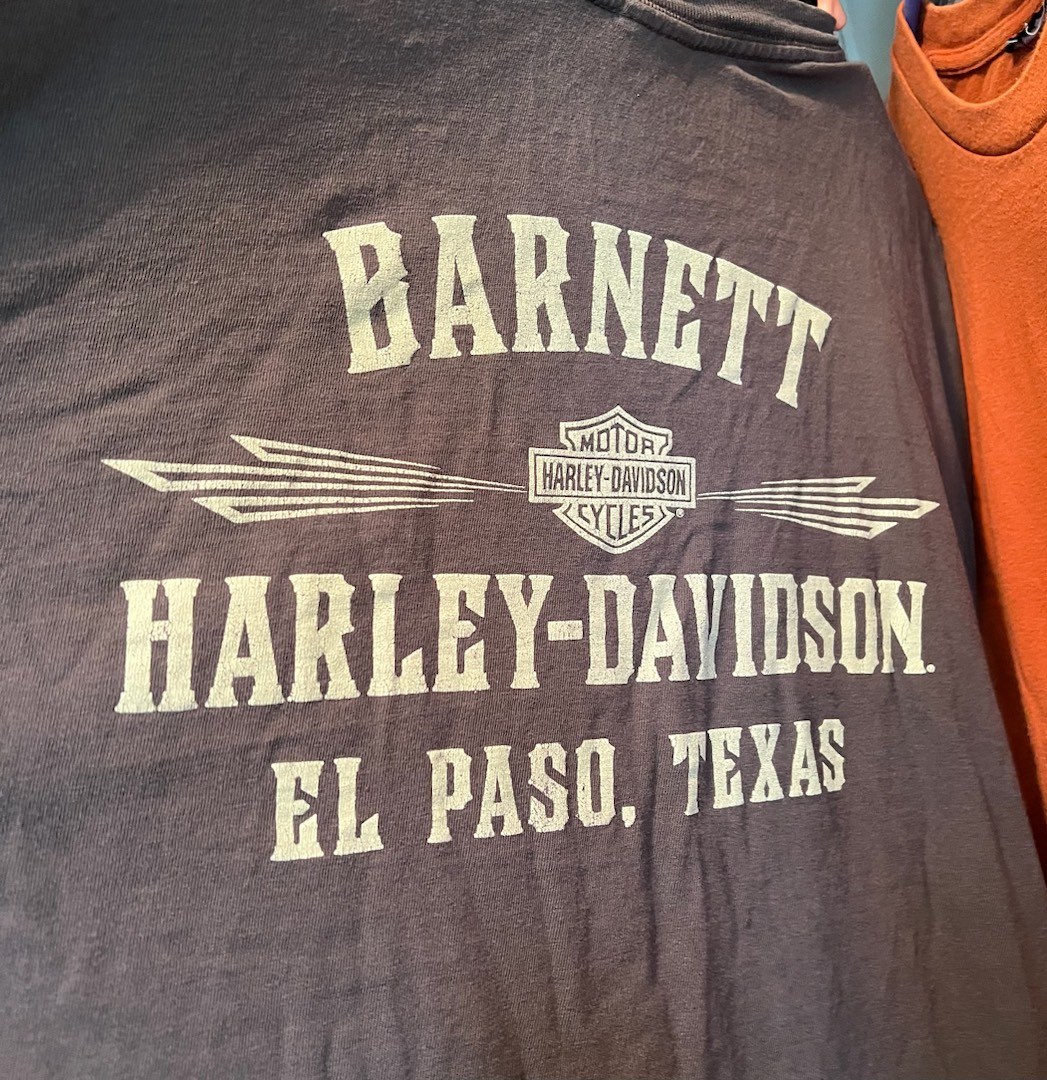 BARNETT
MOTOR
HARLEY-DAVIDSON
CYCLES®
HARLEY-DAVIDSON.
EL PASO, TEXAS